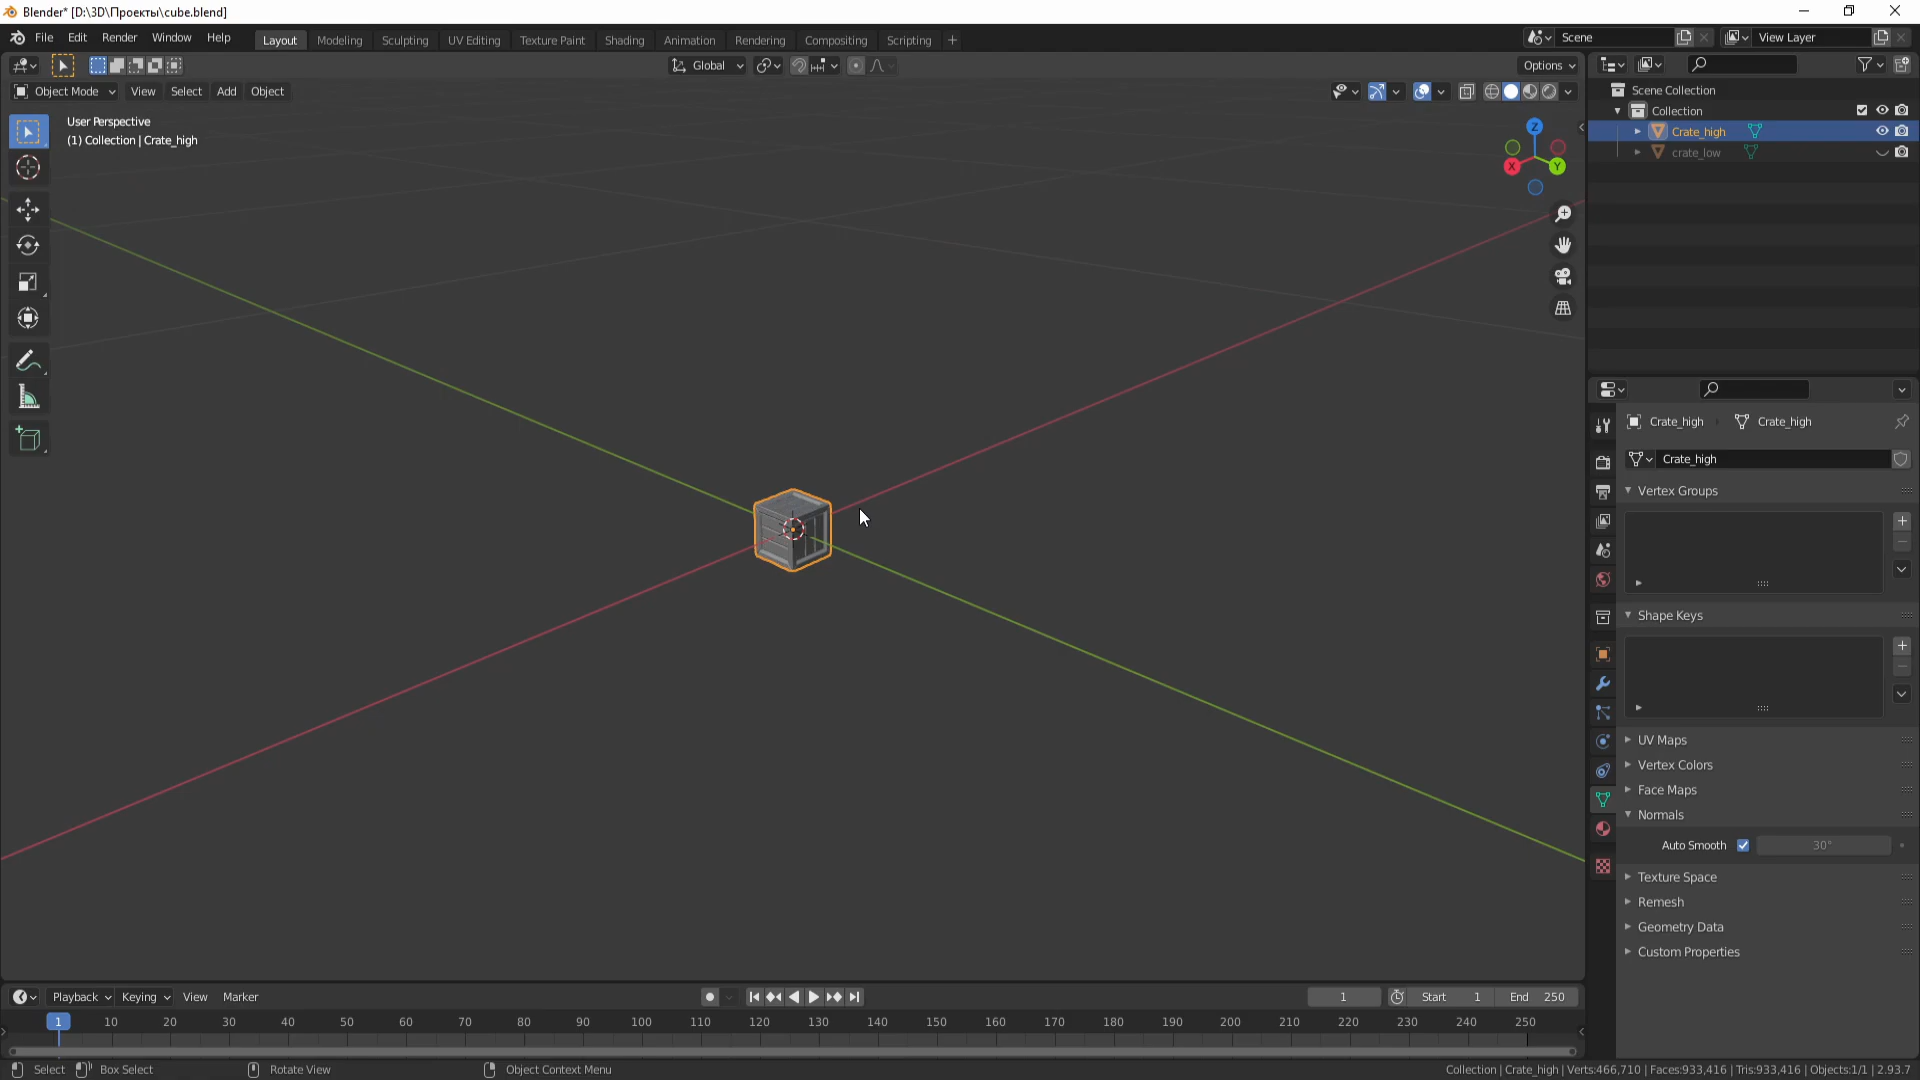 Blender* [D:\3D\Проекты\cube.blend]
File Edit Render Window Help Layout Modeling Sculpting UV Editing Texture Paint Shading Animation Rendering Compositing Scripting + Scene View Layer
Global Options
Object Mode View Select Add Object
User Perspective
(1) Collection | Crate_high
Z
X Y
Scene Collection
Collection
Crate_high
crate_low
Crate_high Crate_high
Crate_high
Vertex Groups
Shape Keys
UV Maps
Vertex Colors
Face Maps
Normals
Auto Smooth 30°
Texture Space
Remesh
Geometry Data
Custom Properties
Playback Keying View Marker 1 Start 1 End 250
1 10 20 30 40 50 60 70 80 90 100 110 120 130 140 150 160 170 180 190 200 210 220 230 240 250
Select Box Select Rotate View Object Context Menu Collection | Crate_high | Verts:466,710 | Faces:933,416 | Tris:933,416 | Objects:1/1 | 2.93.7